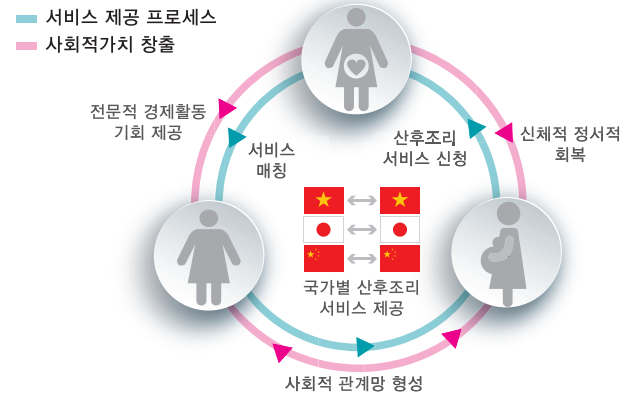 서비스 제공 프로세스
사회적가치 창출
전문적 경제활동
기회 제공
서비스
매칭
산후조리
서비스 신청
신체적 정서적
회복
국가별 산후조리
서비스 제공
사회적 관계망 형성